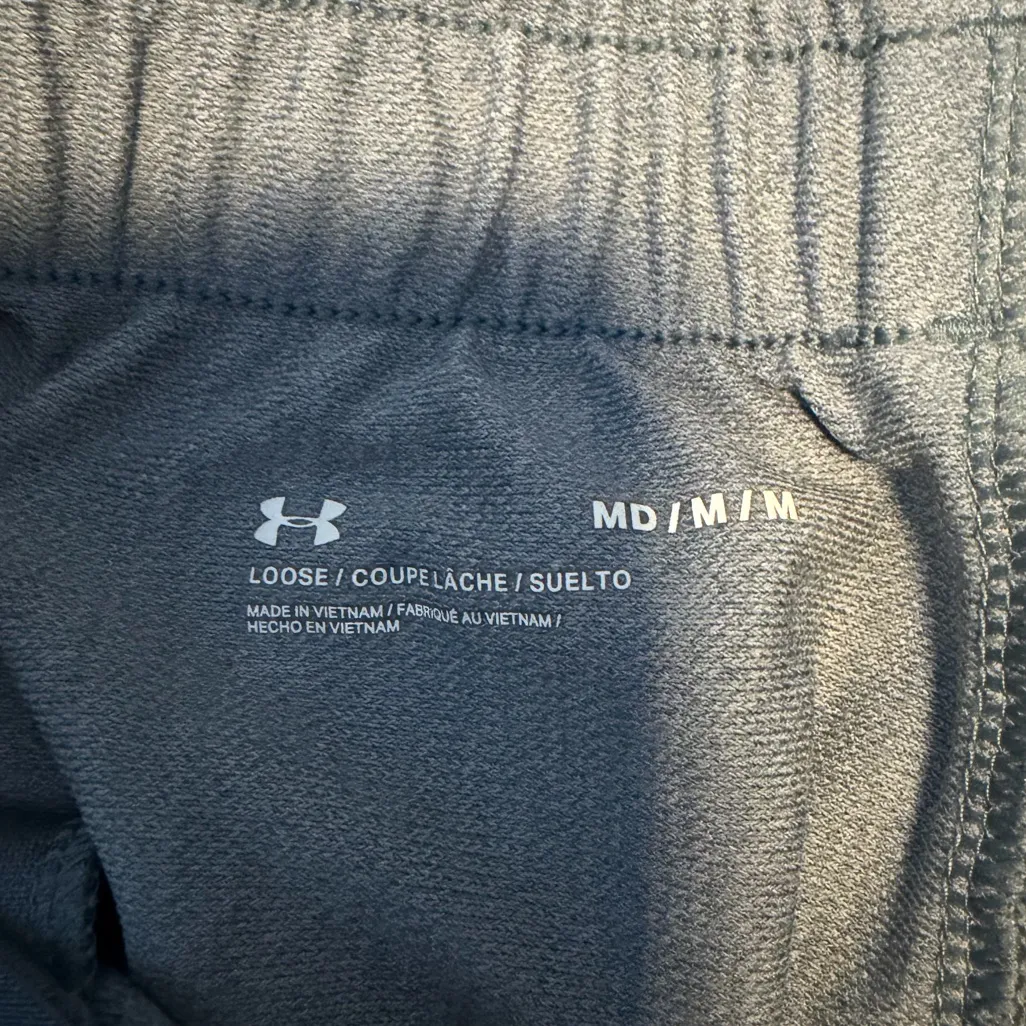 MD / M / M
LOOSE / COUPE LÂCHE / SUELTO
MADE IN VIETNAM / FABRIQUÉ AU VIETNAM /
HECHO EN VIETNAM